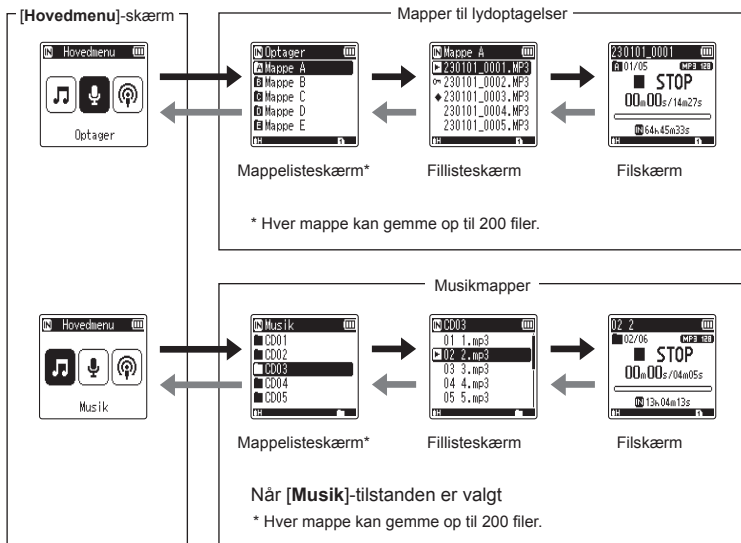 [Hovedmenu]-skærm
Mapper til lydoptagelser
Hovedmenu
Optager
Optager
Mappe A
Mappe B
Mappe C
Mappe D
Mappe E
Mappe A
230101_0001.MP3
230101_0002.MP3
230101_0003.MP3
230101_0004.MP3
230101_0005.MP3
230101_0001
01/05 MP3 128
STOP
00m00s/14m27s
64h45m33s
Mappelisteskærm*
Fillisteskærm
Filskærm
* Hver mappe kan gemme op til 200 filer.
Musikmapper
Hovedmenu
Musik
Musik
CD01
CD02
CD03
CD04
CD05
CD03
01 1.mp3
02 2.mp3
03 3.mp3
04 4.mp3
05 5.mp3
02 2
02/06 MP3 128
STOP
00m00s/04m05s
13h04m13s
Mappelisteskærm*
Fillisteskærm
Filskærm
Når [Musik]-tilstanden er valgt
* Hver mappe kan gemme op til 200 filer.